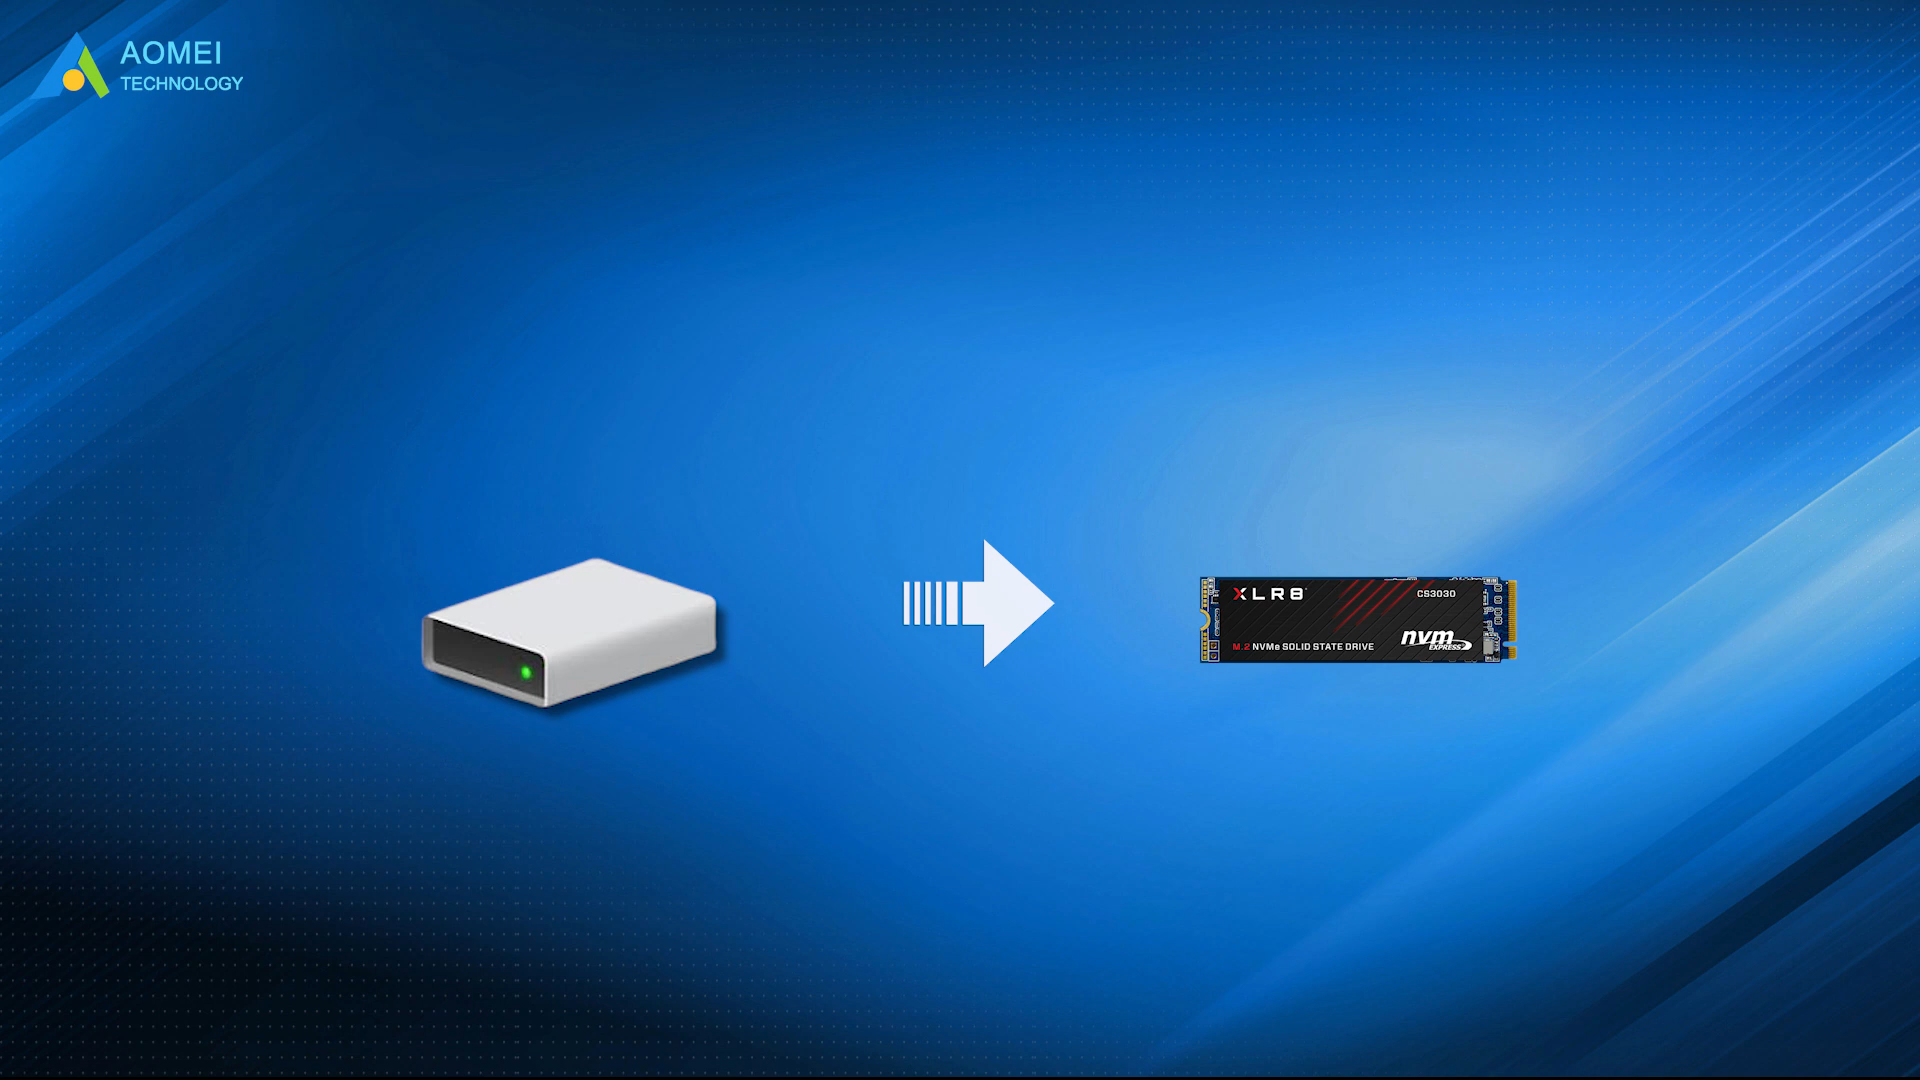 AOMEI
TECHNOLOGY
XLR8
CS3030
nvm
EXPRESS
M.2 NVMe SOLID STATE DRIVE